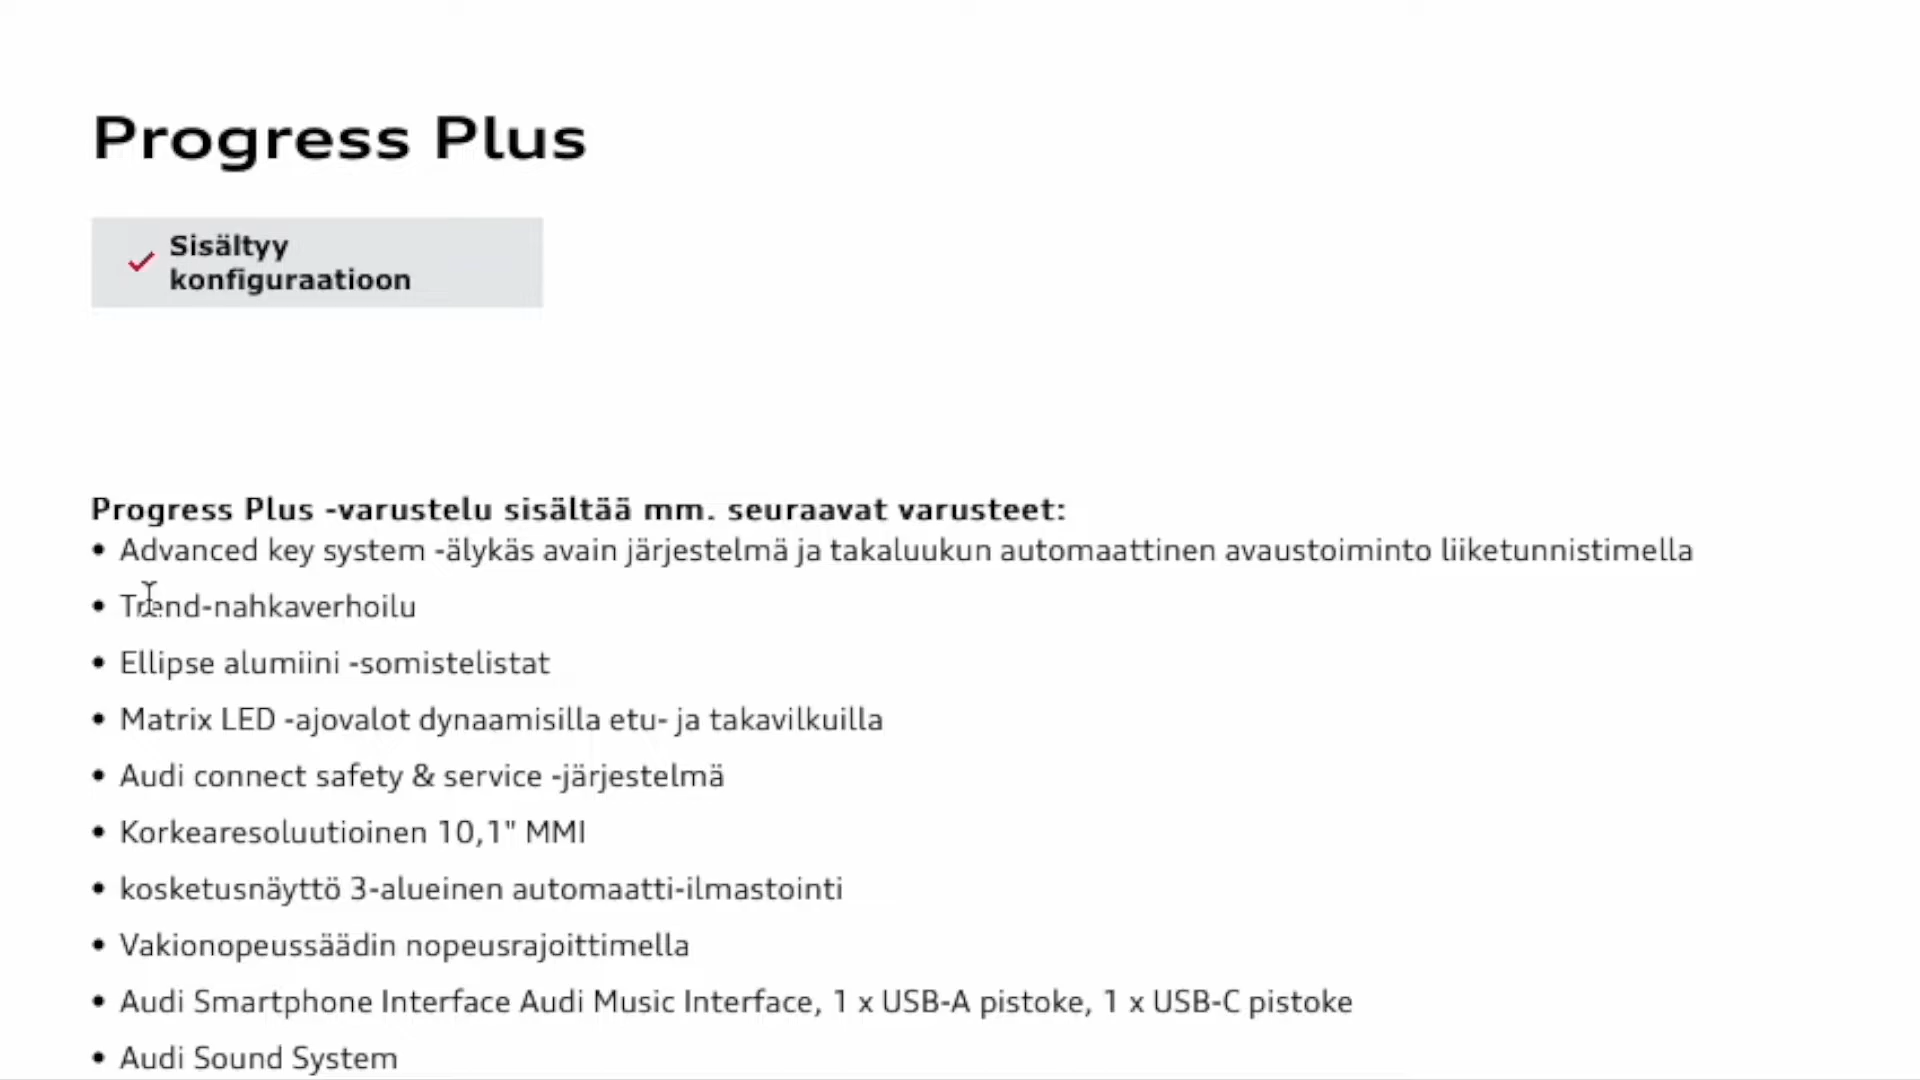 Progress Plus
Sisältyy
konfiguraatioon
Progress Plus -varustelu sisältää mm. seuraavat varusteet:
• Advanced key system -älykäs avain järjestelmä ja takaluukun automaattinen avaustoiminto liiketunnistimella
• Trend-nahkaverhoilu
• Ellipse alumiini -somistelistat
• Matrix LED -ajovalot dynaamisilla etu- ja takavilkuilla
• Audi connect safety & service -järjestelmä
• Korkearesoluutioinen 10,1" MMI
• kosketusnäyttö 3-alueinen automaatti-ilmastointi
• Vakionopeussäädin nopeusrajoittimella
• Audi Smartphone Interface Audi Music Interface, 1 x USB-A pistoke, 1 x USB-C pistoke
• Audi Sound System